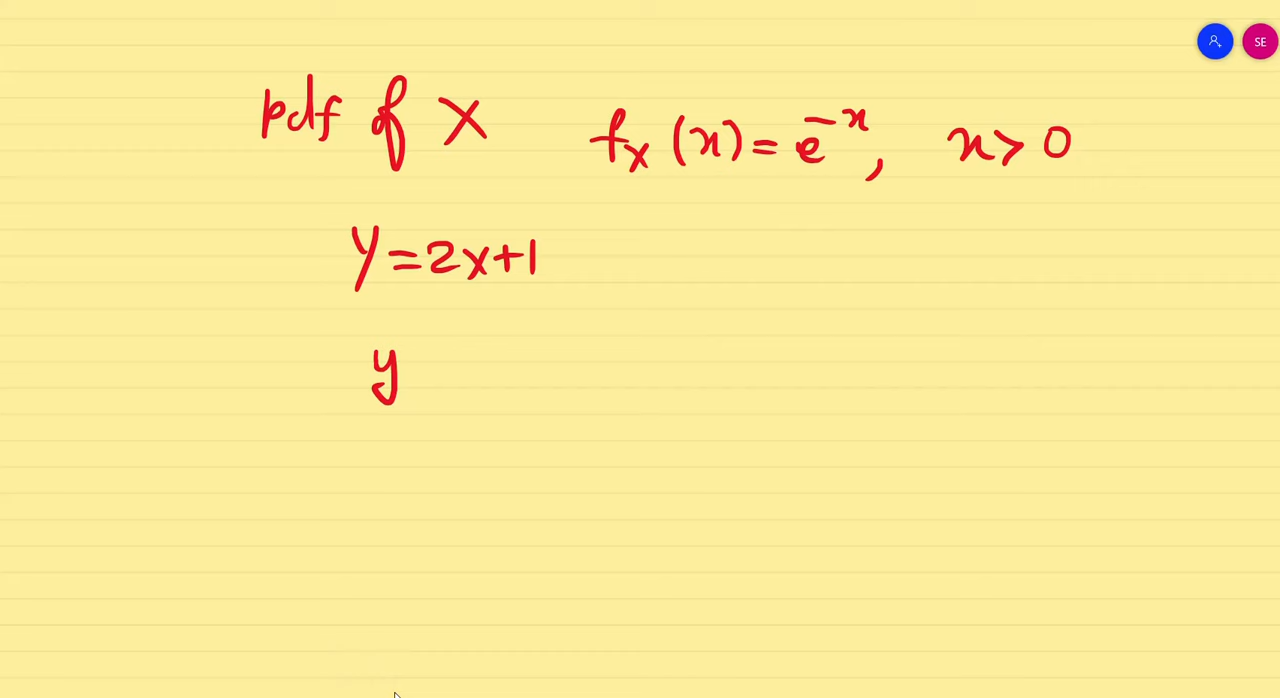 SE
pdf of X fₓ(x) = e⁻ˣ, x > 0
Y = 2x+1
y